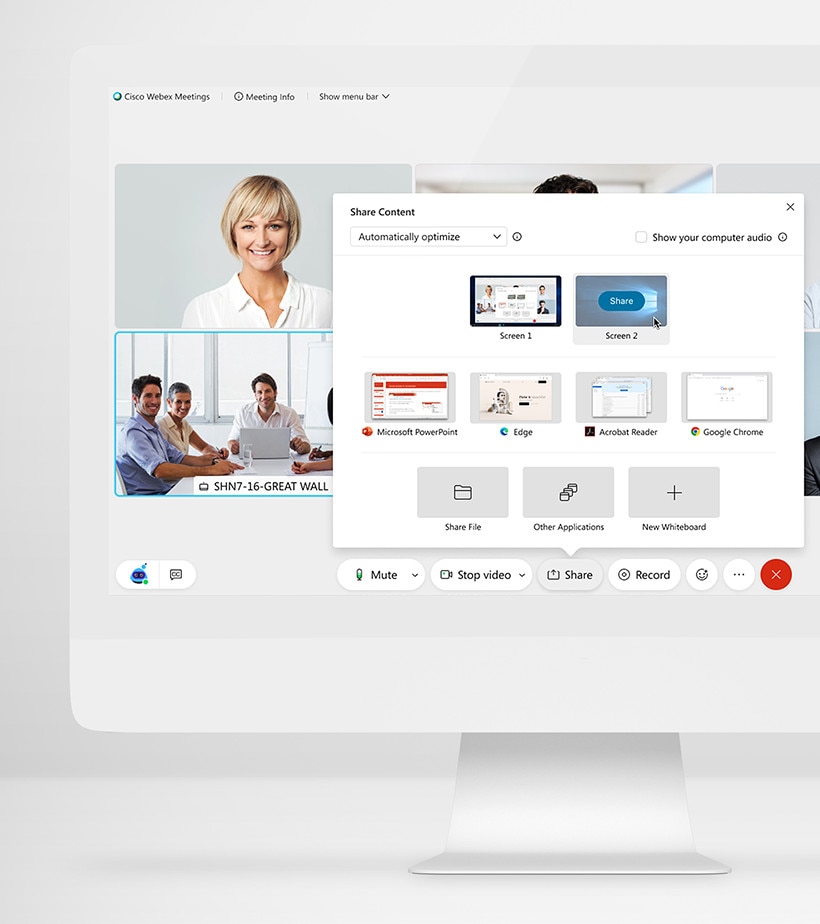 Cisco Webex Meetings
Meeting Info
Show menu bar
Share Content
Automatically optimize
Show your computer audio
Share
Screen 1
Screen 2
Google
Microsoft PowerPoint
Edge
Acrobat Reader
Google Chrome
SHN7-16-GREAT WALL
Share File
Other Applications
New Whiteboard
CC
Mute
Stop video
Share
Record